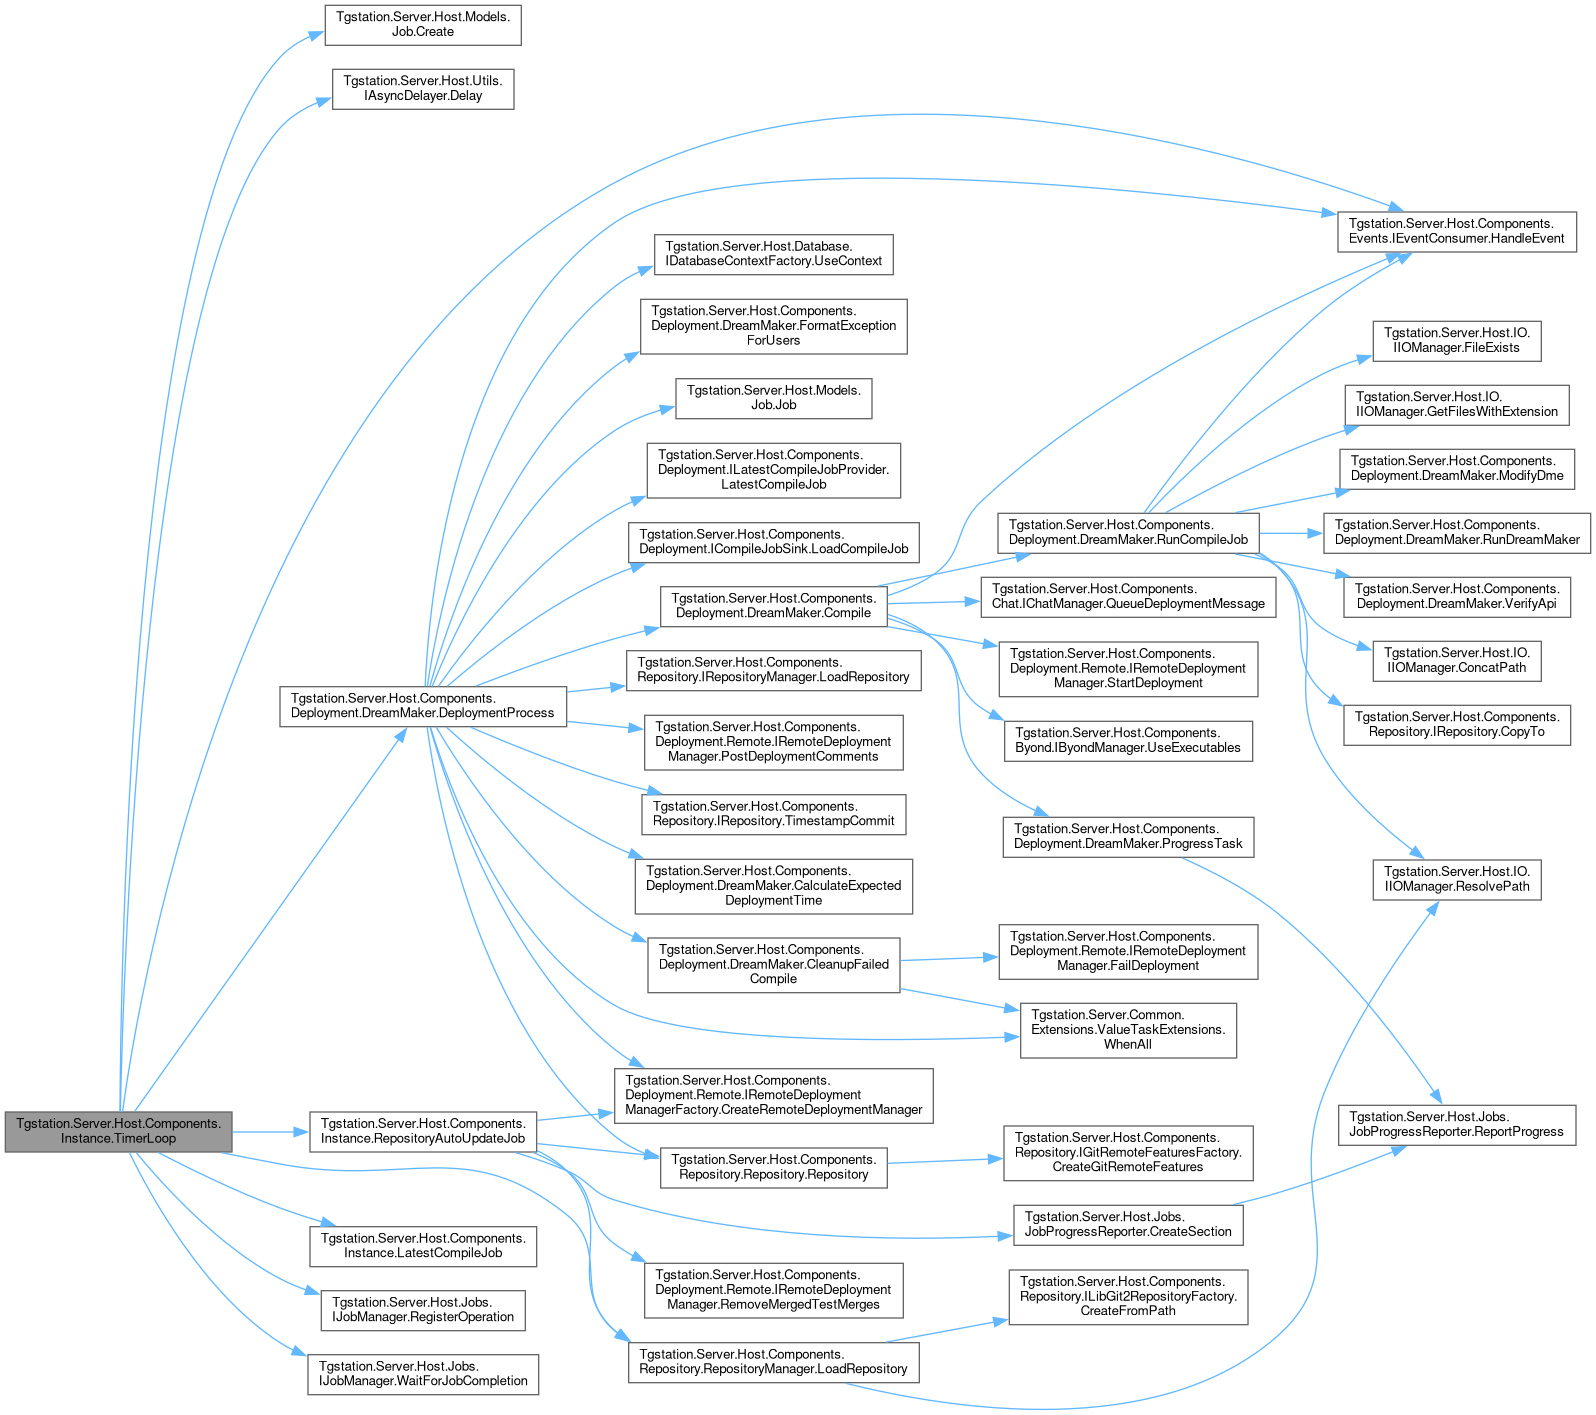 Tgstation.Server.Host.Models.
Job.Create
Tgstation.Server.Host.Utils.
IAsyncDelayer.Delay
Tgstation.Server.Host.Components.
Events.IEventConsumer.HandleEvent
Tgstation.Server.Host.Database.
IDatabaseContextFactory.UseContext
Tgstation.Server.Host.Components.
Deployment.DreamMaker.FormatException
ForUsers
Tgstation.Server.Host.IO.
IIOManager.FileExists
Tgstation.Server.Host.Models.
Job.Job
Tgstation.Server.Host.IO.
IIOManager.GetFilesWithExtension
Tgstation.Server.Host.Components.
Deployment.ILatestCompileJobProvider.
LatestCompileJob
Tgstation.Server.Host.Components.
Deployment.DreamMaker.ModifyDme
Tgstation.Server.Host.Components.
Deployment.ICompileJobSink.LoadCompileJob
Tgstation.Server.Host.Components.
Deployment.DreamMaker.RunCompileJob
Tgstation.Server.Host.Components.
Deployment.DreamMaker.RunDreamMaker
Tgstation.Server.Host.Components.
Deployment.DreamMaker.Compile
Tgstation.Server.Host.Components.
Chat.IChatManager.QueueDeploymentMessage
Tgstation.Server.Host.Components.
Deployment.DreamMaker.VerifyApi
Tgstation.Server.Host.Components.
Repository.IRepositoryManager.LoadRepository
Tgstation.Server.Host.Components.
Deployment.Remote.IRemoteDeployment
Manager.StartDeployment
Tgstation.Server.Host.IO.
IIOManager.ConcatPath
Tgstation.Server.Host.Components.
Deployment.DreamMaker.DeploymentProcess
Tgstation.Server.Host.Components.
Deployment.Remote.IRemoteDeployment
Manager.PostDeploymentComments
Tgstation.Server.Host.Components.
Byond.IByondManager.UseExecutables
Tgstation.Server.Host.Components.
Repository.IRepository.CopyTo
Tgstation.Server.Host.Components.
Repository.IRepository.TimestampCommit
Tgstation.Server.Host.Components.
Deployment.DreamMaker.ProgressTask
Tgstation.Server.Host.Components.
Deployment.DreamMaker.CalculateExpected
DeploymentTime
Tgstation.Server.Host.IO.
IIOManager.ResolvePath
Tgstation.Server.Host.Components.
Deployment.DreamMaker.CleanupFailed
Compile
Tgstation.Server.Host.Components.
Deployment.Remote.IRemoteDeployment
Manager.FailDeployment
Tgstation.Server.Common.
Extensions.ValueTaskExtensions.
WhenAll
Tgstation.Server.Host.Components.
Deployment.Remote.IRemoteDeployment
ManagerFactory.CreateRemoteDeploymentManager
Tgstation.Server.Host.Components.
Instance.TimerLoop
Tgstation.Server.Host.Components.
Instance.RepositoryAutoUpdateJob
Tgstation.Server.Host.Jobs.
JobProgressReporter.ReportProgress
Tgstation.Server.Host.Components.
Repository.Repository.Repository
Tgstation.Server.Host.Components.
Repository.IGitRemoteFeaturesFactory.
CreateGitRemoteFeatures
Tgstation.Server.Host.Jobs.
JobProgressReporter.CreateSection
Tgstation.Server.Host.Components.
Instance.LatestCompileJob
Tgstation.Server.Host.Components.
Deployment.Remote.IRemoteDeployment
Manager.RemoveMergedTestMerges
Tgstation.Server.Host.Components.
Repository.ILibGit2RepositoryFactory.
CreateFromPath
Tgstation.Server.Host.Jobs.
IJobManager.RegisterOperation
Tgstation.Server.Host.Components.
Repository.RepositoryManager.LoadRepository
Tgstation.Server.Host.Jobs.
IJobManager.WaitForJobCompletion